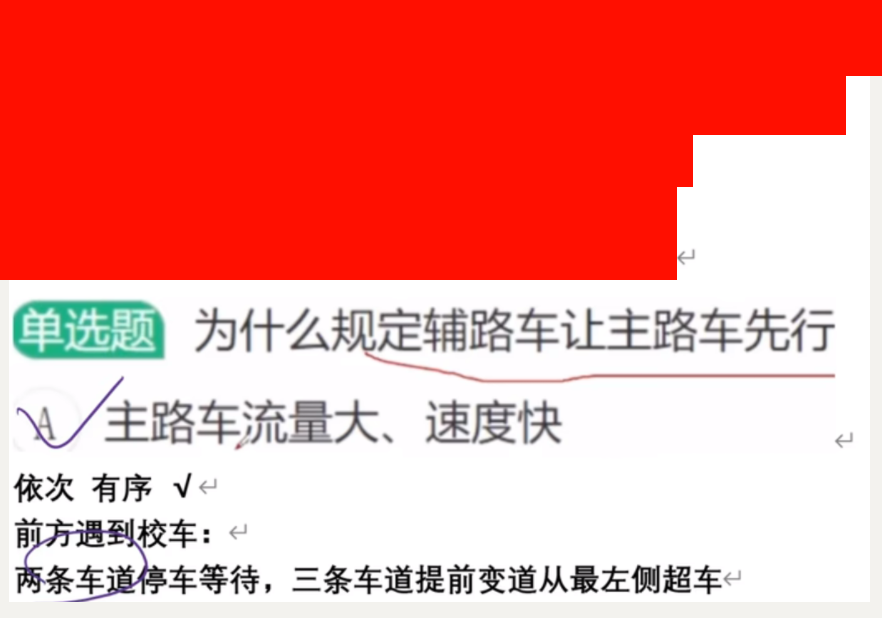 单选题 为什么规定辅路车让主路车先行
A 主路车流量大、速度快
依次 有序 √
前方遇到校车：
两条车道停车等待，三条车道提前变道从最左侧超车